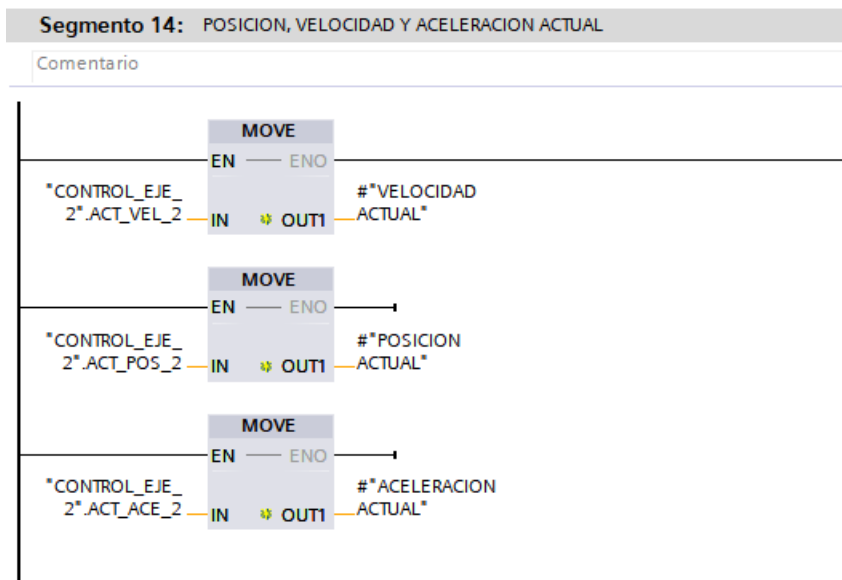 Segmento 14: POSICION, VELOCIDAD Y ACELERACION ACTUAL
Comentario
MOVE
EN ENO
"CONTROL_EJE_
2".ACT_VEL_2
IN OUT1
#"VELOCIDAD
ACTUAL"
MOVE
EN ENO
"CONTROL_EJE_
2".ACT_POS_2
IN OUT1
#"POSICION
ACTUAL"
MOVE
EN ENO
"CONTROL_EJE_
2".ACT_ACE_2
IN OUT1
#"ACELERACION
ACTUAL"